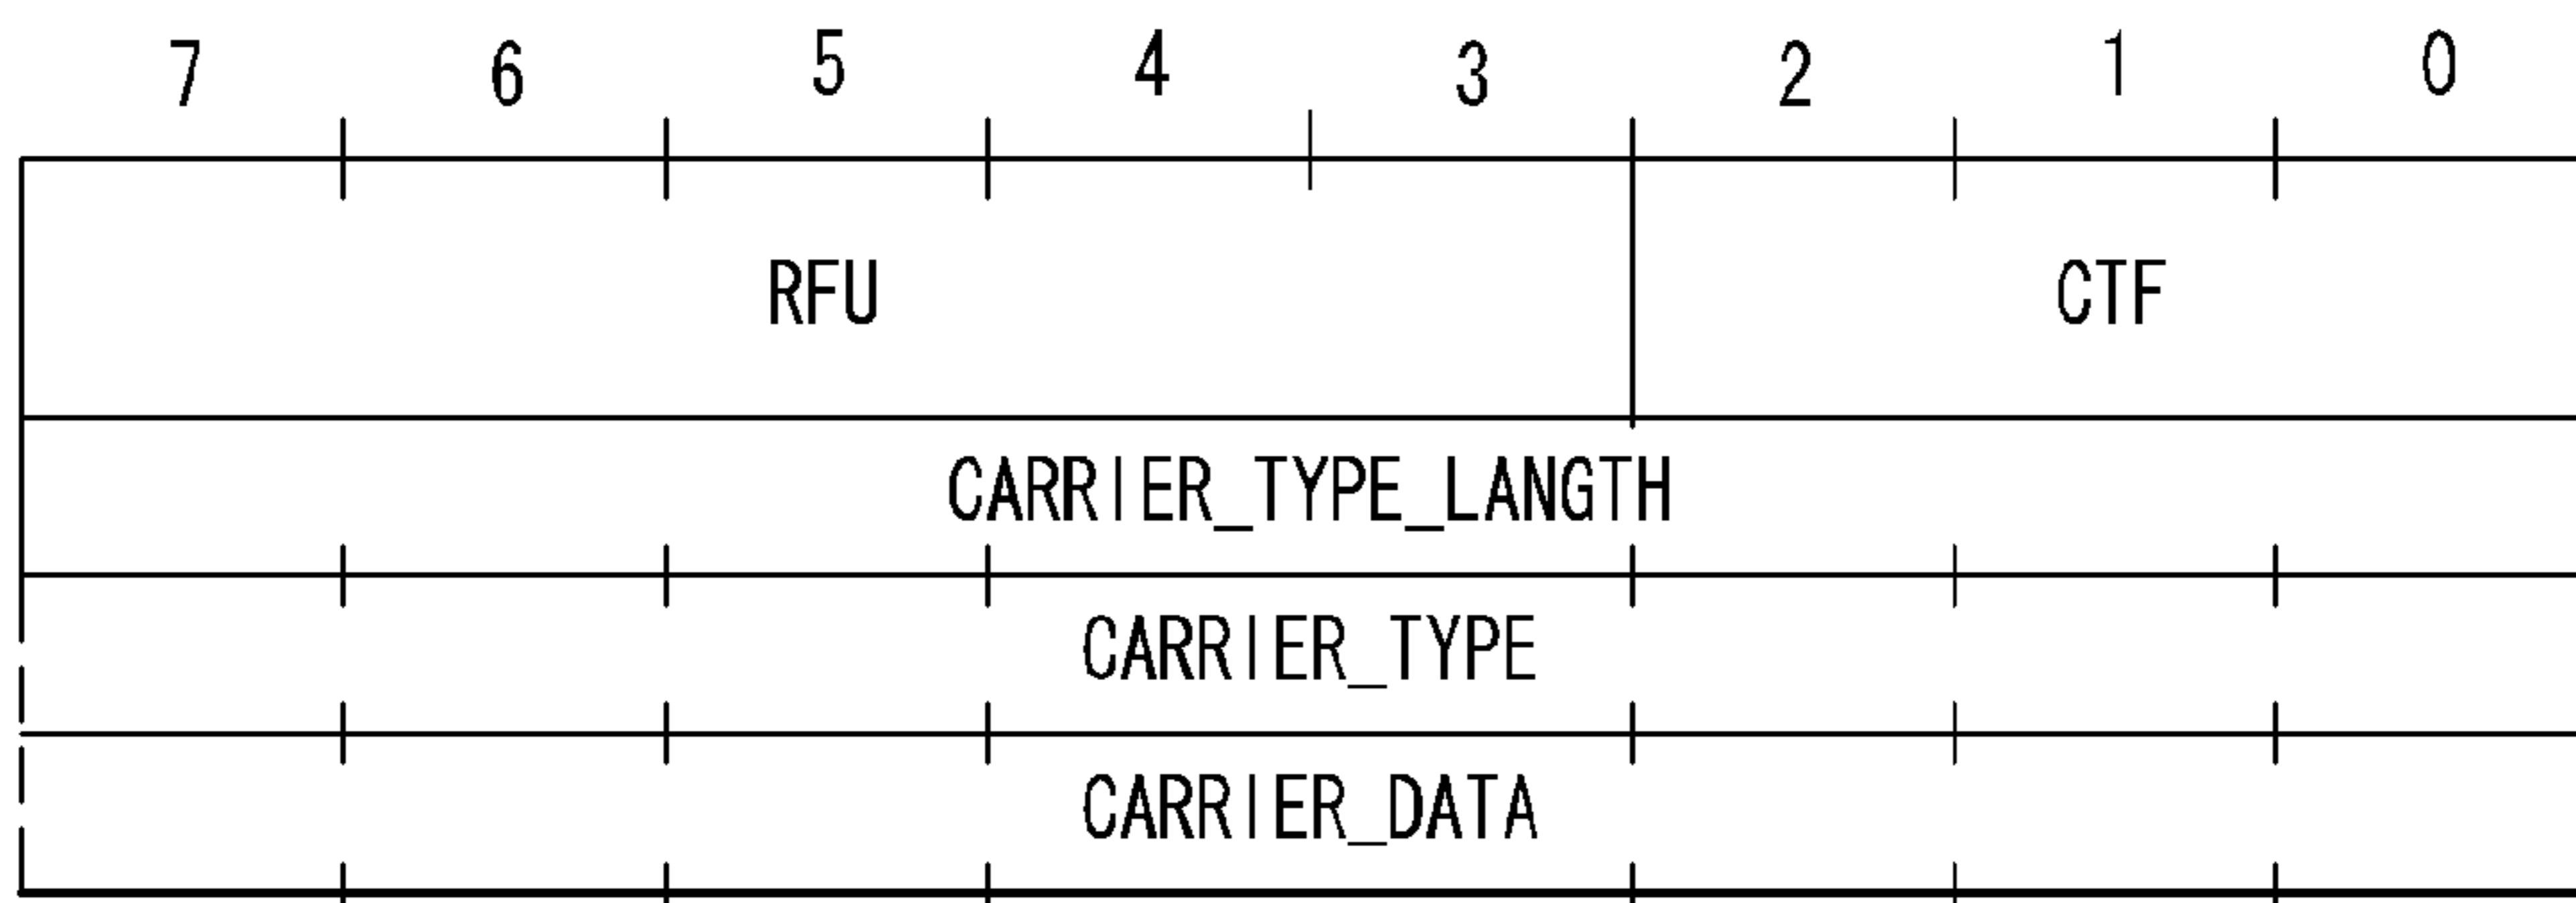 7 6 5 4 3 2 1 0
RFU CTF
CARRIER_TYPE_LANGTH
CARRIER_TYPE
CARRIER_DATA